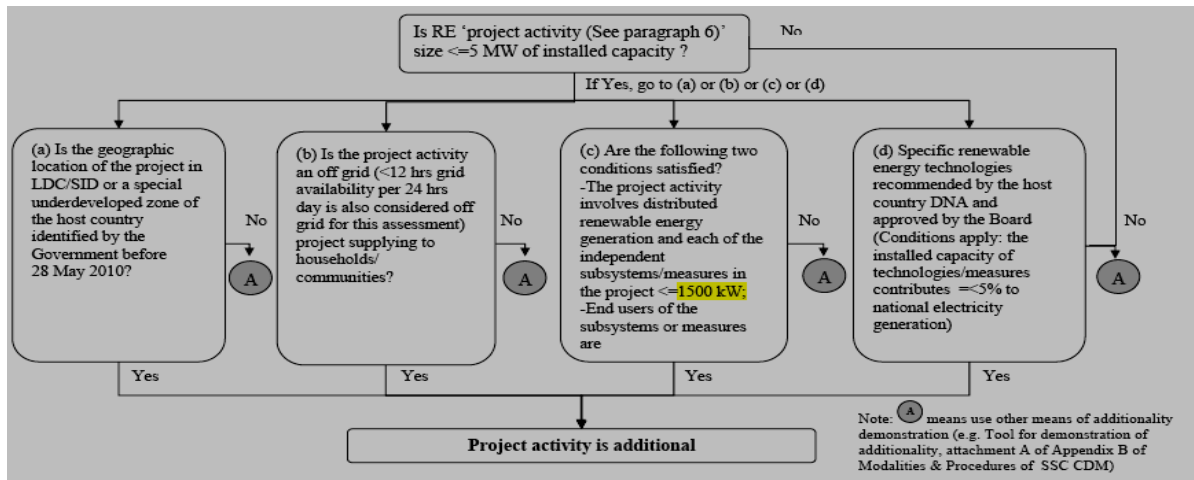 Is RE ‘project activity (See paragraph 6)’
size <=5 MW of installed capacity ?
No
If Yes, go to (a) or (b) or (c) or (d)
(a) Is the geographic
location of the project in
LDC/SID or a special
underdeveloped zone of
the host country
identified by the
Government before
28 May 2010?
No
A
(b) Is the project activity
an off grid (<12 hrs grid
availability per 24 hrs
day is also considered off
grid for this assessment)
project supplying to
households/
communities?
No
A
(c) Are the following two
conditions satisfied?
-The project activity
involves distributed
renewable energy
generation and each of the
independent
subsystems/measures in
the project <=1500 kW;
-End users of the
subsystems or measures
are
No
A
(d) Specific renewable
energy technologies
recommended by the host
country DNA and
approved by the Board
(Conditions apply: the
installed capacity of
technologies/measures
contributes =<5% to
national electricity
generation)
No
A
Yes
Yes
Yes
Yes
Project activity is additional
Note: A means use other means of additionality
demonstration (e.g. Tool for demonstration of
additionality, attachment A of Appendix B of
Modalities & Procedures of SSC CDM)